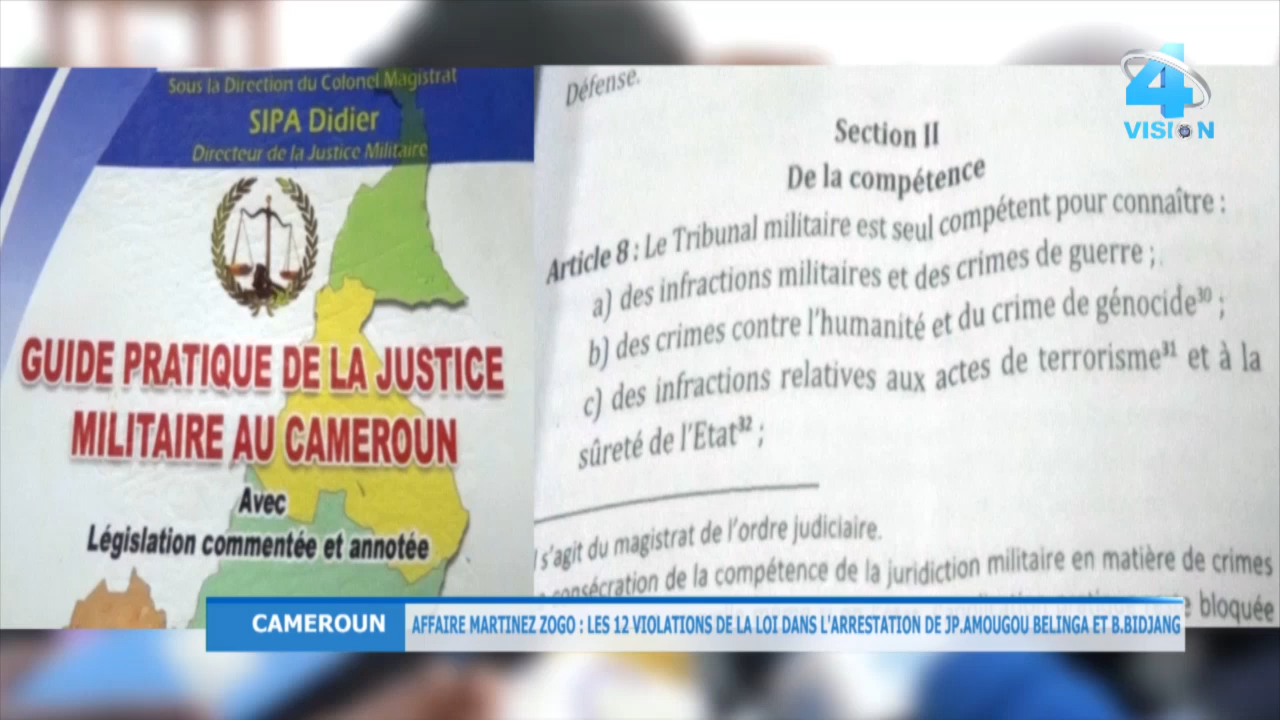 Sous la Direction du Colonel Magistrat
SIPA Didier
Directeur de la Justice Militaire
GUIDE PRATIQUE DE LA JUSTICE
MILITAIRE AU CAMEROUN
Avec
Législation commentée et annotée
Défense.
Section II
De la compétence
Article 8 : Le Tribunal militaire est seul compétent pour connaître :
a) des infractions militaires et des crimes de guerre ;
b) des crimes contre l'humanité et du crime de génocide³⁰ ;
c) des infractions relatives aux actes de terrorisme³¹ et à la
sûreté de l'Etat³² ;
s'agit du magistrat de l'ordre judiciaire.
de la compétence de la juridiction militaire en matière de crimes
bloquée
4
VISION
CAMEROUN
AFFAIRE MARTINEZ ZOGO : LES 12 VIOLATIONS DE LA LOI DANS L'ARRESTATION DE JP.AMOUGOU BELINGA ET B.BIDJANG